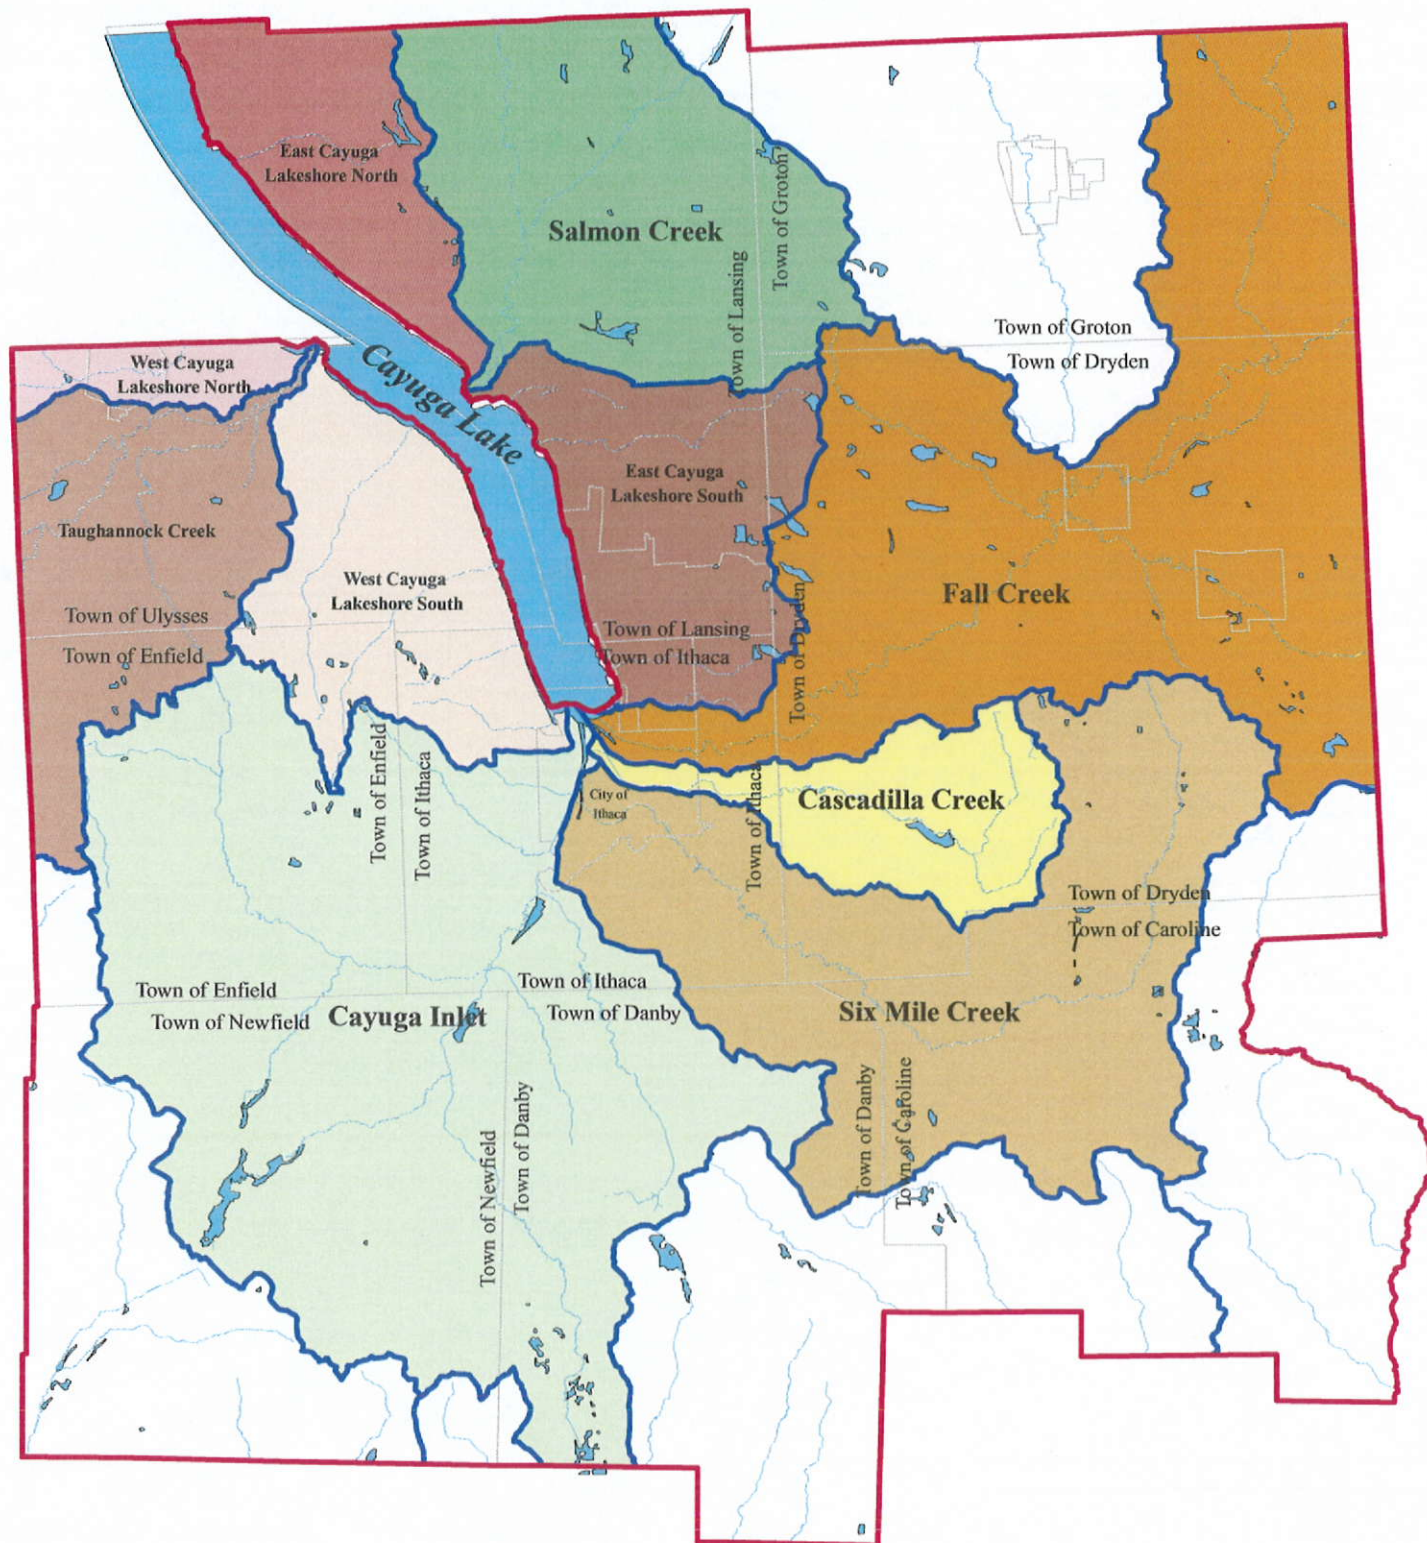 East Cayuga
Lakeshore North
Salmon Creek
Town of Lansing
Town of Groton
Town of Groton
Town of Dryden
West Cayuga
Lakeshore North
Cayuga Lake
East Cayuga
Lakeshore South
Taughannock Creek
West Cayuga
Lakeshore South
Fall Creek
Town of Ulysses
Town of Enfield
Town of Lansing
Town of Ithaca
Town of Dryden
Town of Ithaca
Town of Enfield
Town of Ithaca
City of
Ithaca
Cascadilla Creek
Town of Dryden
Town of Caroline
Town of Enfield
Town of Newfield
Cayuga Inlet
Town of Ithaca
Town of Danby
Six Mile Creek
Town of Danby
Town of Caroline
Town of Newfield
Town of Danby